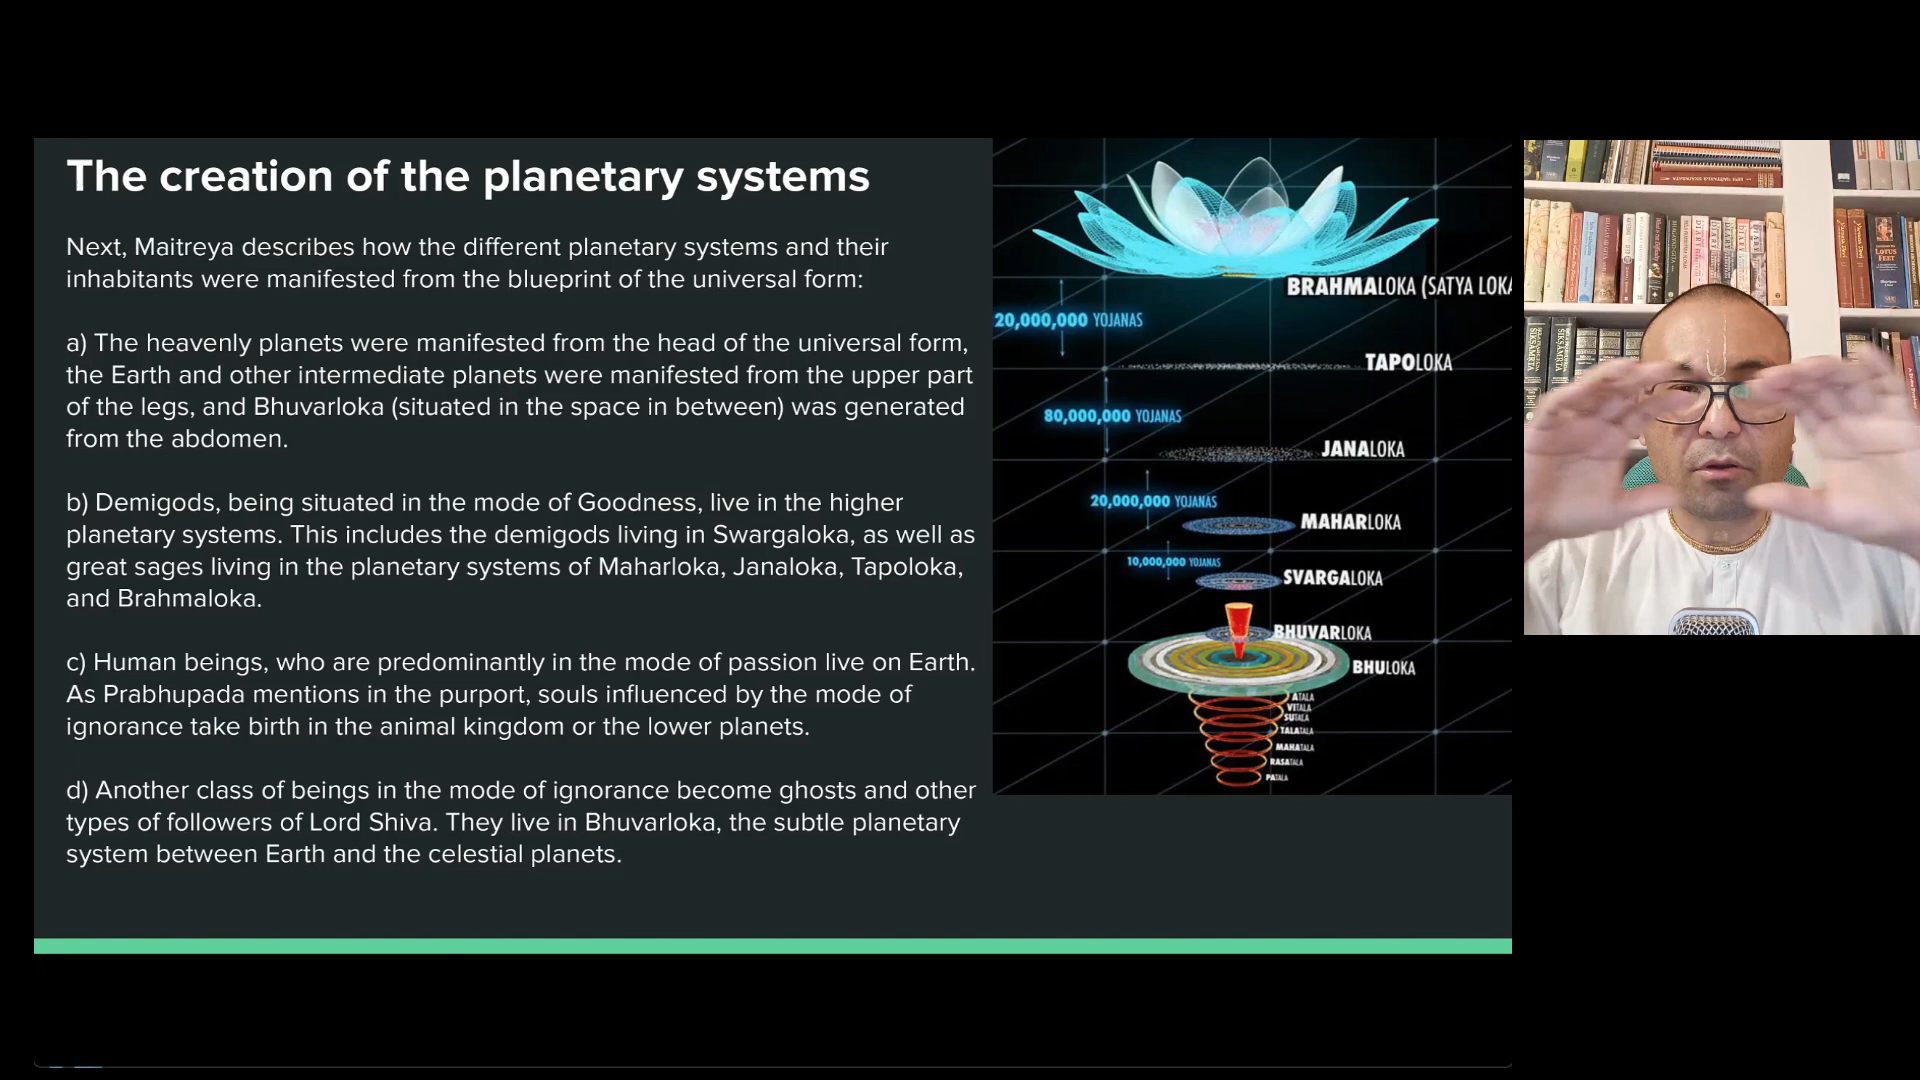 The creation of the planetary systems
Next, Maitreya describes how the different planetary systems and their
inhabitants were manifested from the blueprint of the universal form:
a) The heavenly planets were manifested from the head of the universal form,
the Earth and other intermediate planets were manifested from the upper part
of the legs, and Bhuvarloka (situated in the space in between) was generated
from the abdomen.
b) Demigods, being situated in the mode of Goodness, live in the higher
planetary systems. This includes the demigods living in Swargaloka, as well as
great sages living in the planetary systems of Maharloka, Janaloka, Tapoloka,
and Brahmaloka.
c) Human beings, who are predominantly in the mode of passion live on Earth.
As Prabhupada mentions in the purport, souls influenced by the mode of
ignorance take birth in the animal kingdom or the lower planets.
d) Another class of beings in the mode of ignorance become ghosts and other
types of followers of Lord Shiva. They live in Bhuvarloka, the subtle planetary
system between Earth and the celestial planets.
BRAHMALOKA (SATYA LOKA
20,000,000 YOJANAS
TAPOLOKA
80,000,000 YOJANAS
JANALOKA
20,000,000 YOJANAS
MAHARLOKA
10,000,000 YOJANAS
SVARGALOKA
BHUVARLOKA
BHULOKA
ATALA
VITALA
SUTALA
TALATALA
MAHATALA
RASATALA
PATALA
LOTUS
FEET